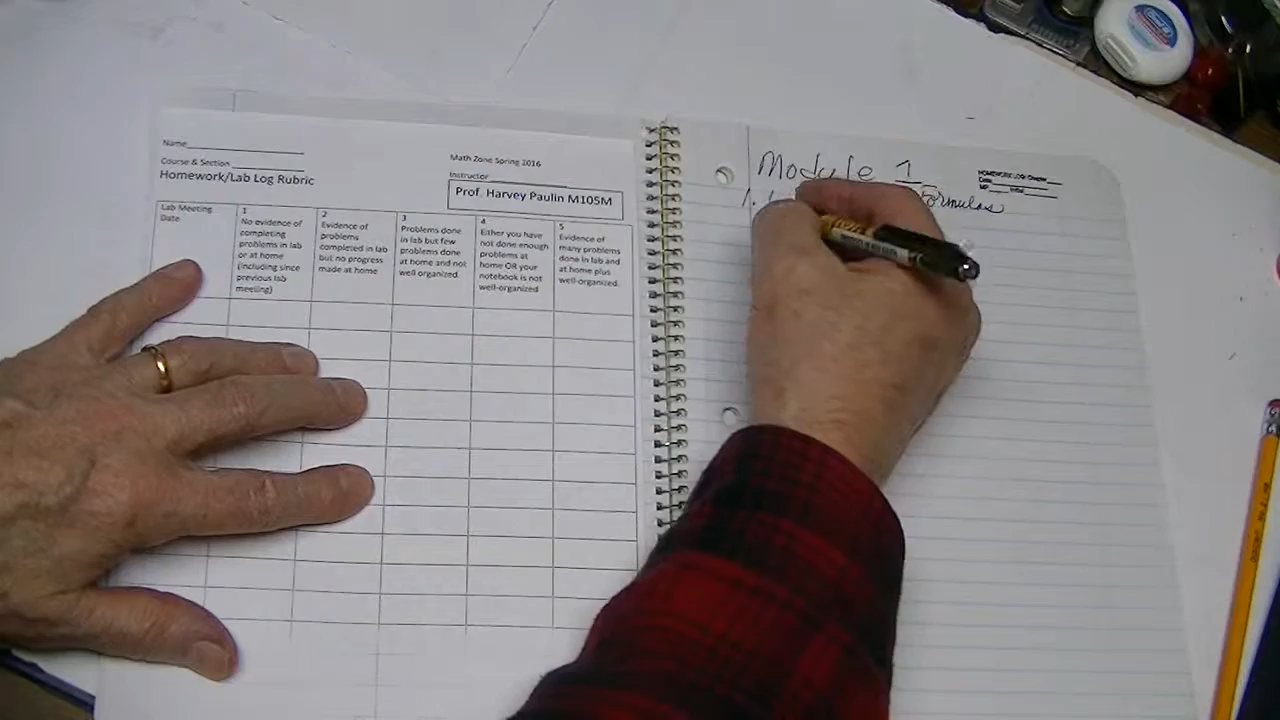 Name
Course & Section
Homework/Lab Log Rubric
Math Zone Spring 2016
Instructor
Prof. Harvey Paulin M105M
Lab Meeting
Date
1
No evidence of
completing
problems in lab
or at home
(including since
previous lab
meeting)
2
Evidence of
problems
completed in lab
but no progress
made at home
3
Problems done
in lab but few
problems done
at home and not
well organized.
4
Either you have
not done enough
problems at
home OR your
notebook is not
well-organized
5
Evidence of
many problems
done in lab and
at home plus
well-organized.
Module 1
1.
Formulas
HOMEWORK LOG
Date